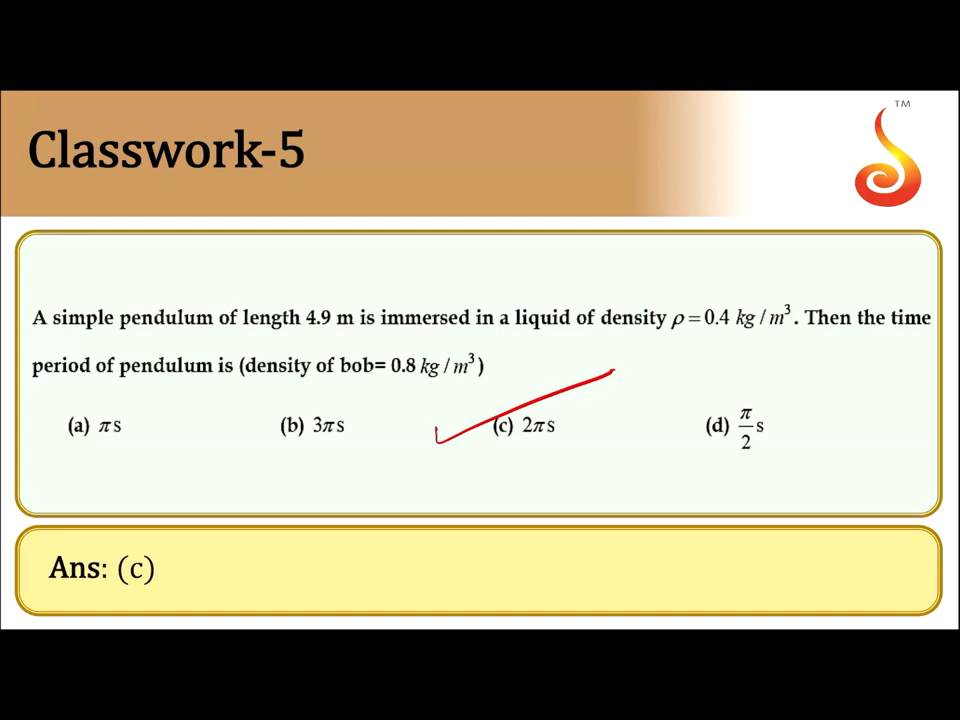 TM
Classwork-5
A simple pendulum of length 4.9 m is immersed in a liquid of density ρ = 0.4 kg / m³. Then the time
period of pendulum is (density of bob= 0.8 kg / m³)
(a) π s (b) 3π s (c) 2π s (d) π/2 s
Ans: (c)